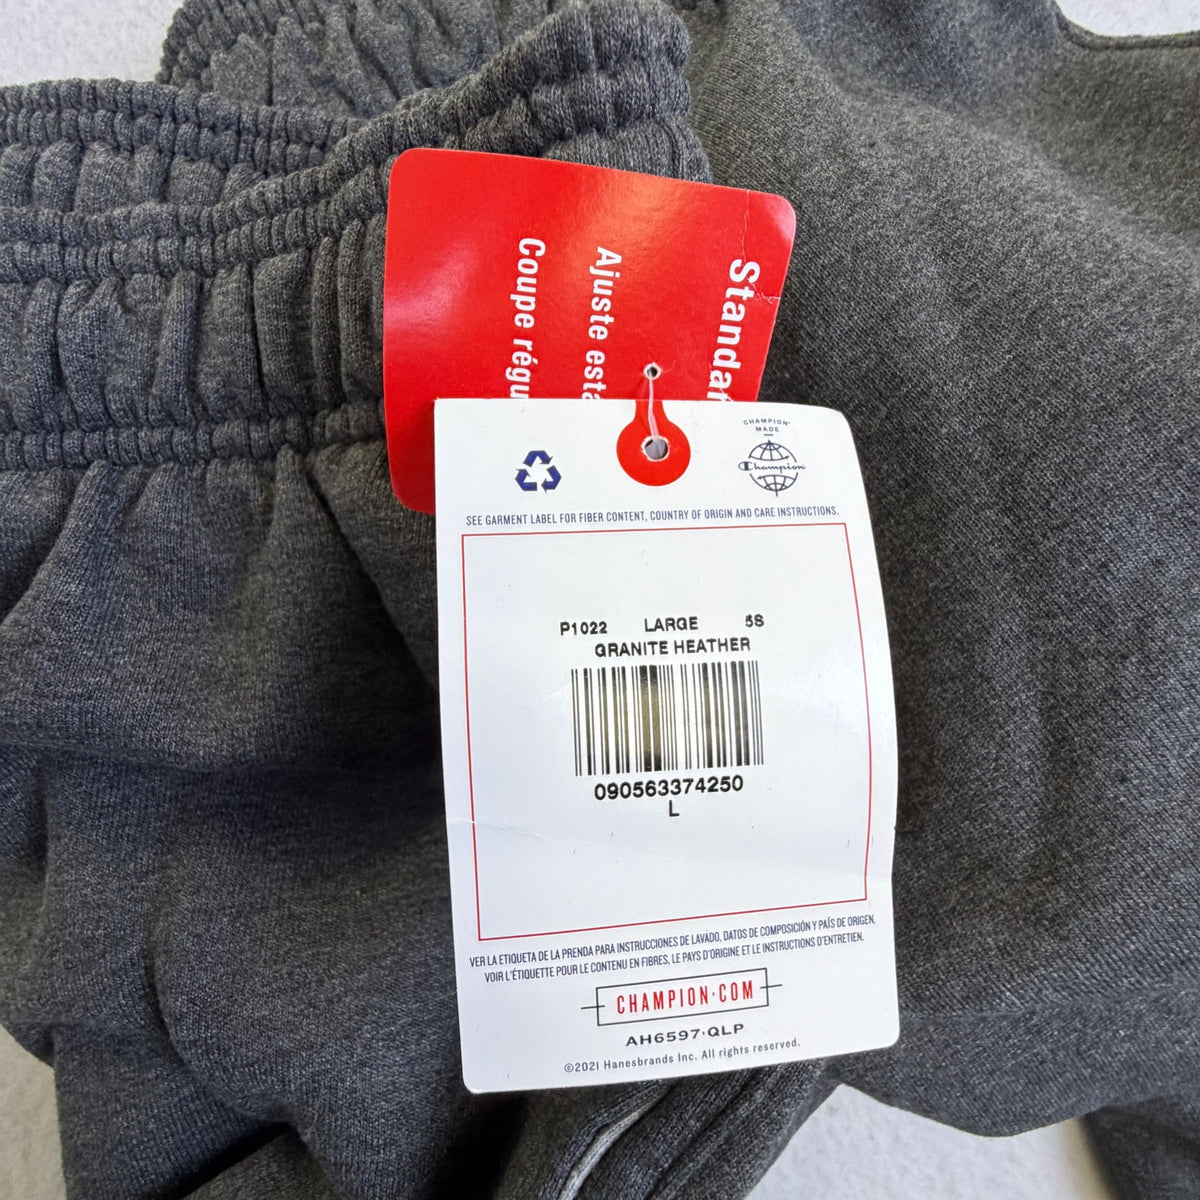 Standar
Ajuste está
Coupe régu
CHAMPION
MADE
Champion
SEE GARMENT LABEL FOR FIBER CONTENT, COUNTRY OF ORIGIN AND CARE INSTRUCTIONS.
P1022 LARGE 5S
GRANITE HEATHER
090563374250
L
VER LA ETIQUETA DE LA PRENDA PARA INSTRUCCIONES DE LAVADO, DATOS DE COMPOSICIÓN Y PAÍS DE ORIGEN.
VOIR L'ÉTIQUETTE POUR LE CONTENU EN FIBRES, LE PAYS D'ORIGINE ET LE INSTRUCTIONS D'ENTRETIEN.
CHAMPION·COM
AH6597·QLP
©2021 Hanesbrands Inc. All rights reserved.